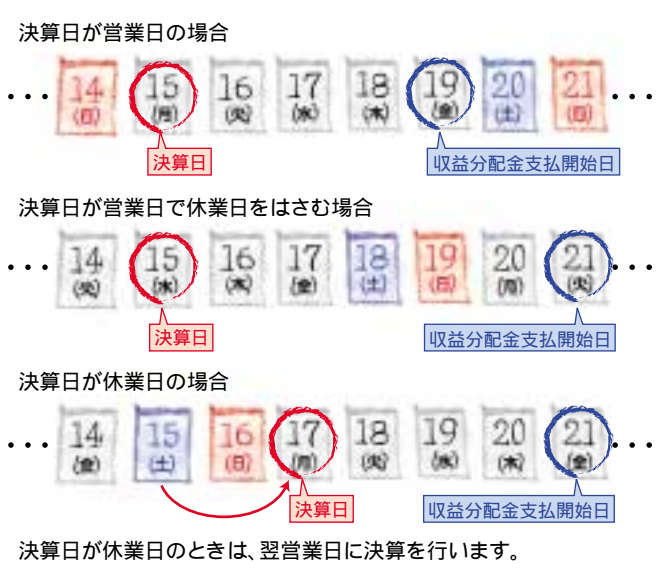 決算日が営業日の場合
・・・ 14 15 16 17 18 19 20 21 ・・・
(日) (月) (火) (水) (木) (金) (土) (日)
決算日 収益分配金支払開始日
決算日が営業日で休業日をはさむ場合
・・・ 14 15 16 17 18 19 20 21 ・・・
(火) (水) (木) (金) (土) (日) (月) (火)
決算日 収益分配金支払開始日
決算日が休業日の場合
・・・ 14 15 16 17 18 19 20 21 ・・・
(金) (土) (日) (月) (火) (水) (木) (金)
決算日 収益分配金支払開始日
決算日が休業日のときは、翌営業日に決算を行います。